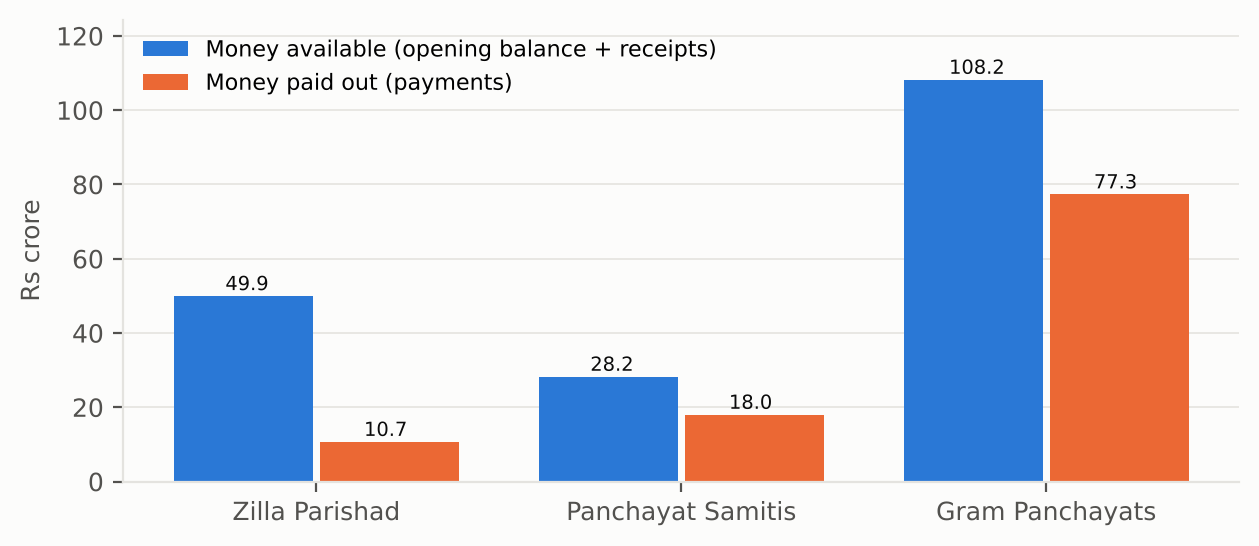 Money available (opening balance + receipts)
Money paid out (payments)
Rs crore
120
100
80
60
40
20
0
49.9
10.7
28.2
18.0
108.2
77.3
Zilla Parishad
Panchayat Samitis
Gram Panchayats